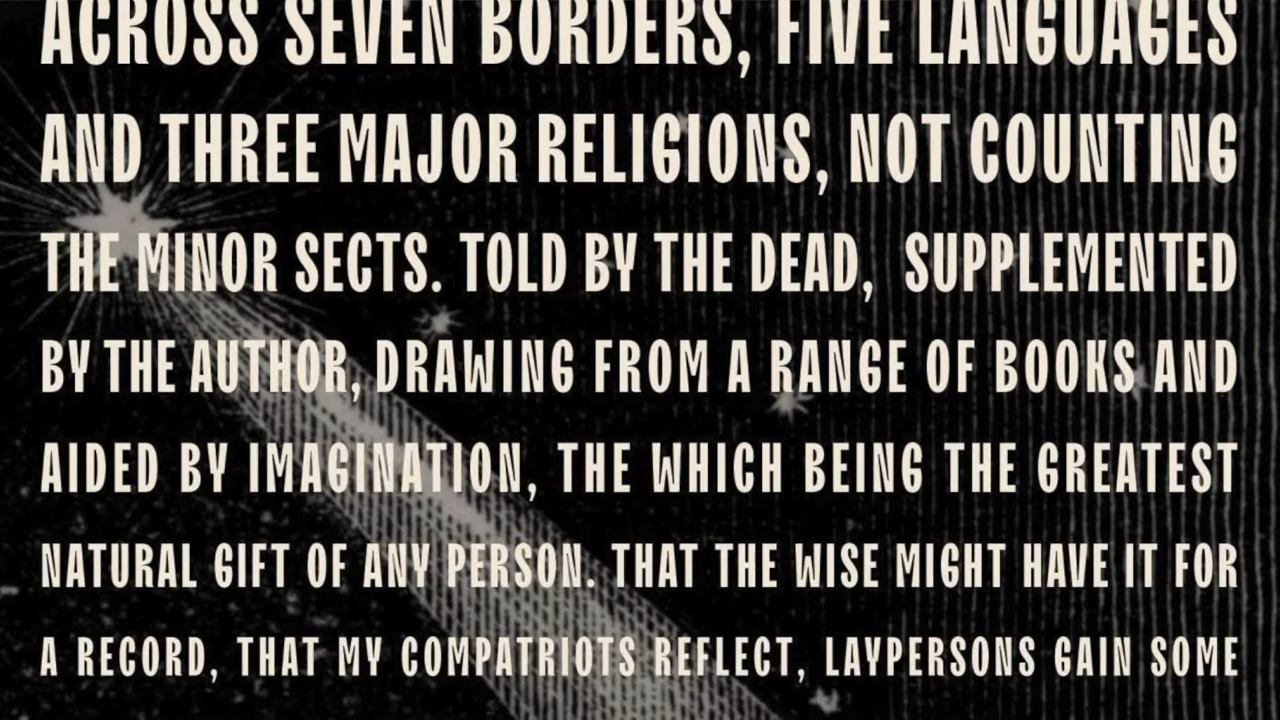 ACROSS SEVEN BORDERS, FIVE LANGUAGES
AND THREE MAJOR RELIGIONS, NOT COUNTING
THE MINOR SECTS. TOLD BY THE DEAD, SUPPLEMENTED
BY THE AUTHOR, DRAWING FROM A RANGE OF BOOKS AND
AIDED BY IMAGINATION, THE WHICH BEING THE GREATEST
NATURAL GIFT OF ANY PERSON. THAT THE WISE MIGHT HAVE IT FOR
A RECORD, THAT MY COMPATRIOTS REFLECT, LAYPERSONS GAIN SOME